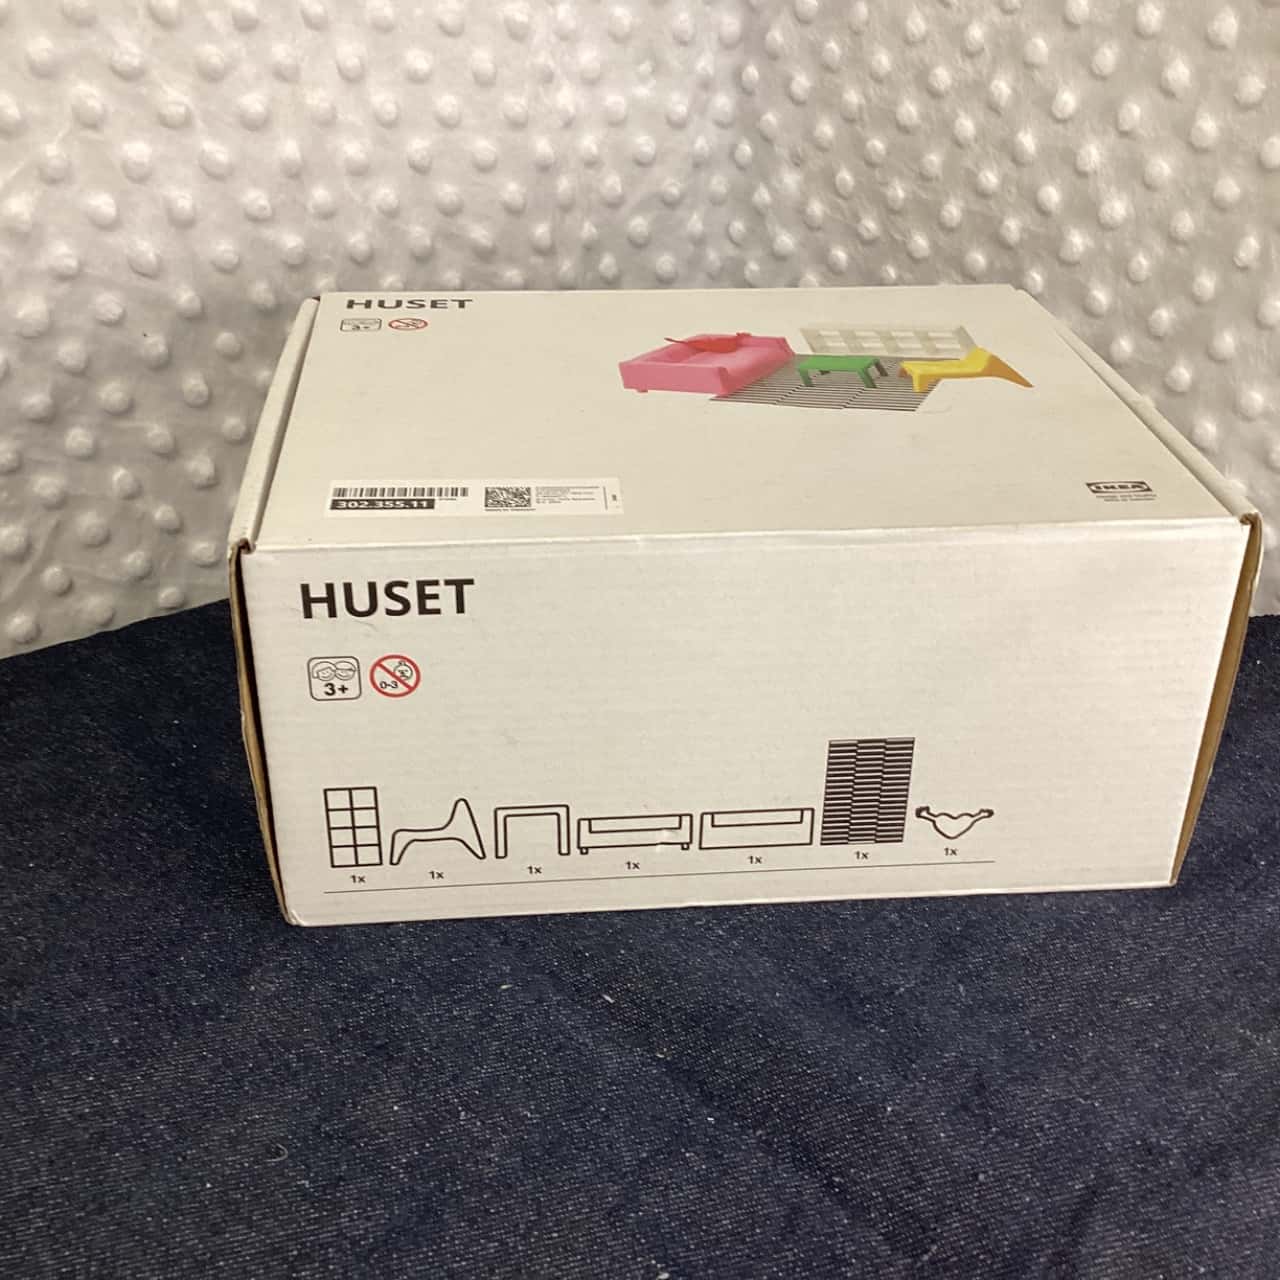 HUSET
3+
302.355.11
IKEA
HUSET
3+
0-3
1x
1x
1x
1x
1x
1x
1x